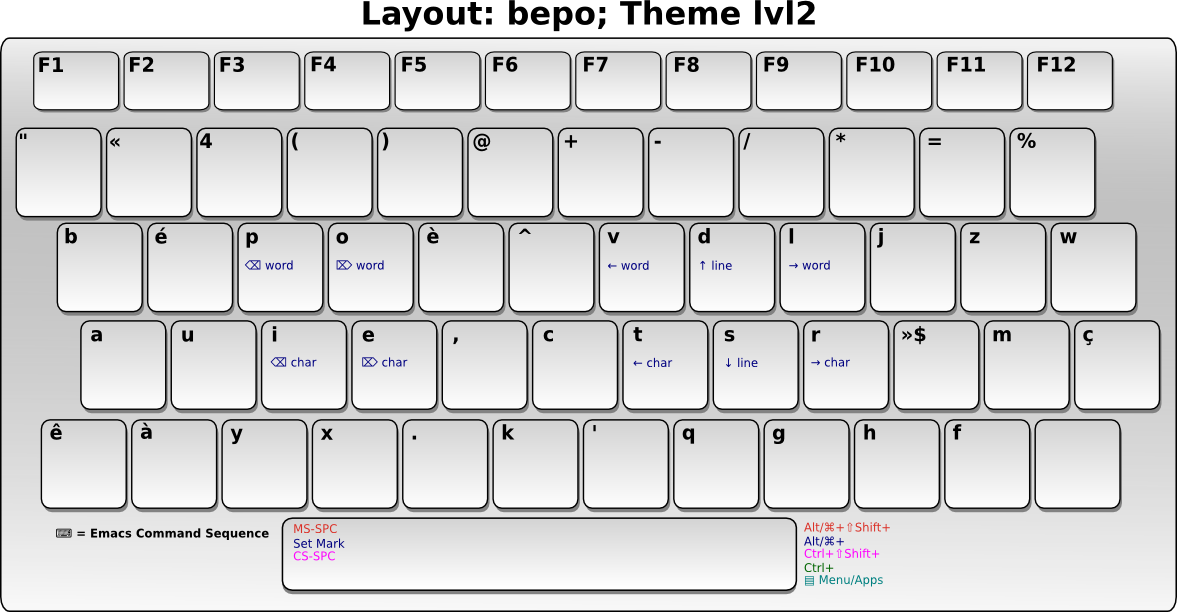 Layout: bepo; Theme lvl2
F1 F2 F3 F4 F5 F6 F7 F8 F9 F10 F11 F12
" « 4 ( ) @ + - / * = %
b é p o è ^ v d l j z w
⌫ word ⌦ word ← word ↑ line → word
a u i e , c t s r »$ m ç
⌫ char ⌦ char ← char ↓ line → char
ê à y x . k ' q g h f
⌨ = Emacs Command Sequence
MS-SPC
Set Mark
CS-SPC
Alt/⌘+⇧Shift+
Alt/⌘+
Ctrl+⇧Shift+
Ctrl+
▤ Menu/Apps